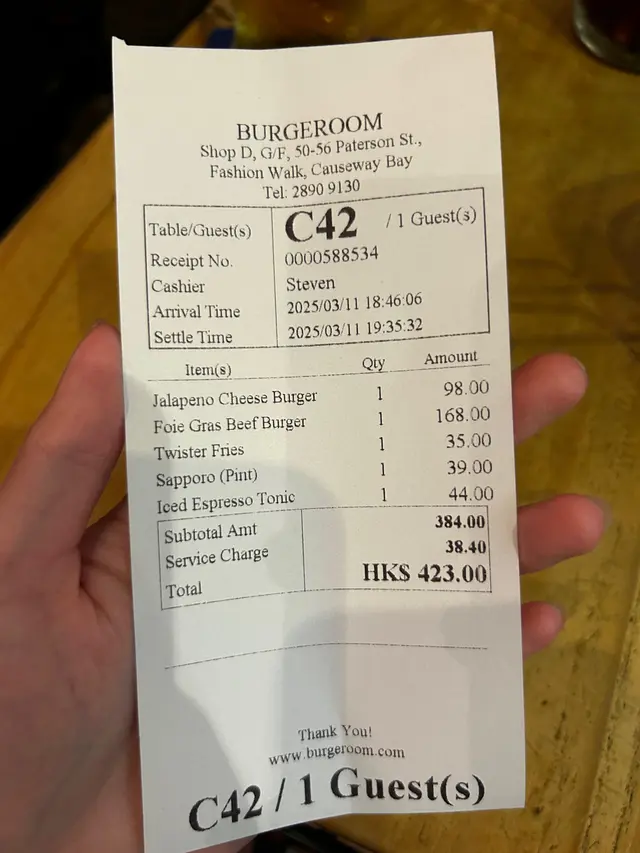 BURGEROOM
Shop D, G/F, 50-56 Paterson St.,
Fashion Walk, Causeway Bay
Tel: 2890 9130
Table/Guest(s) C42 / 1 Guest(s)
Receipt No. 0000588534
Cashier Steven
Arrival Time 2025/03/11 18:46:06
Settle Time 2025/03/11 19:35:32
Item(s) Qty Amount
Jalapeno Cheese Burger 1 98.00
Foie Gras Beef Burger 1 168.00
Twister Fries 1 35.00
Sapporo (Pint) 1 39.00
Iced Espresso Tonic 1 44.00
Subtotal Amt 384.00
Service Charge 38.40
Total HK$ 423.00
Thank You!
www.burgeroom.com
C42 / 1 Guest(s)